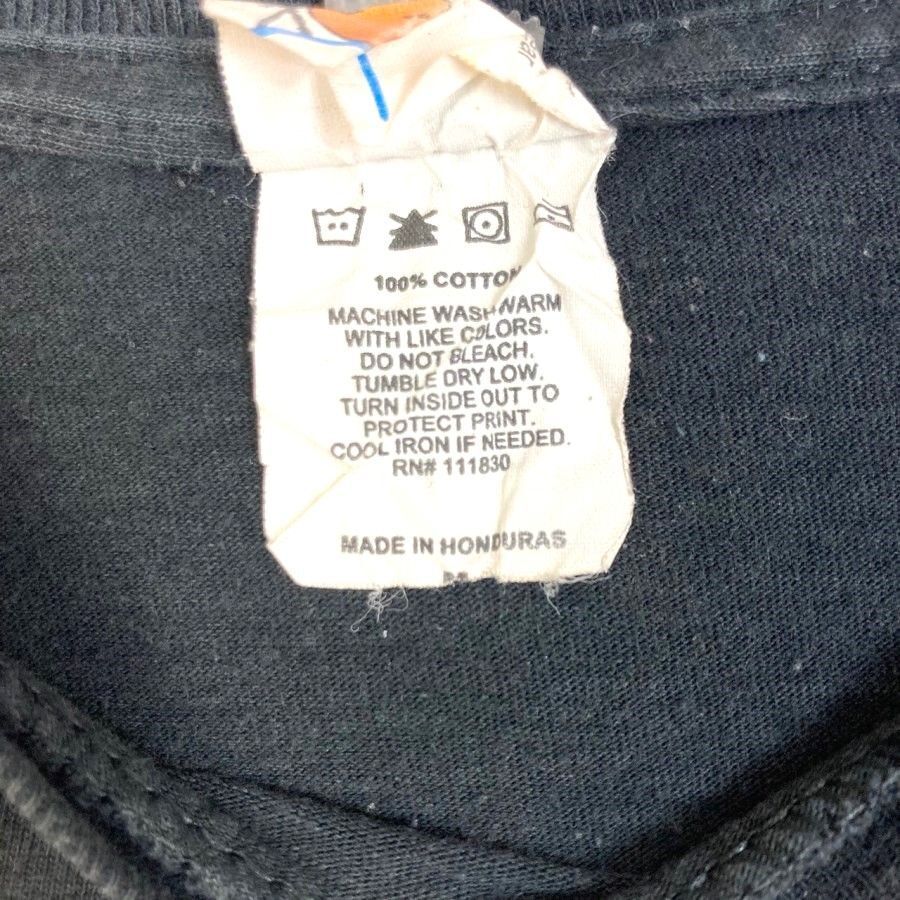 100% COTTON
MACHINE WASH WARM
WITH LIKE COLORS.
DO NOT BLEACH.
TUMBLE DRY LOW.
TURN INSIDE OUT TO
PROTECT PRINT.
COOL IRON IF NEEDED.
RN# 111830
MADE IN HONDURAS